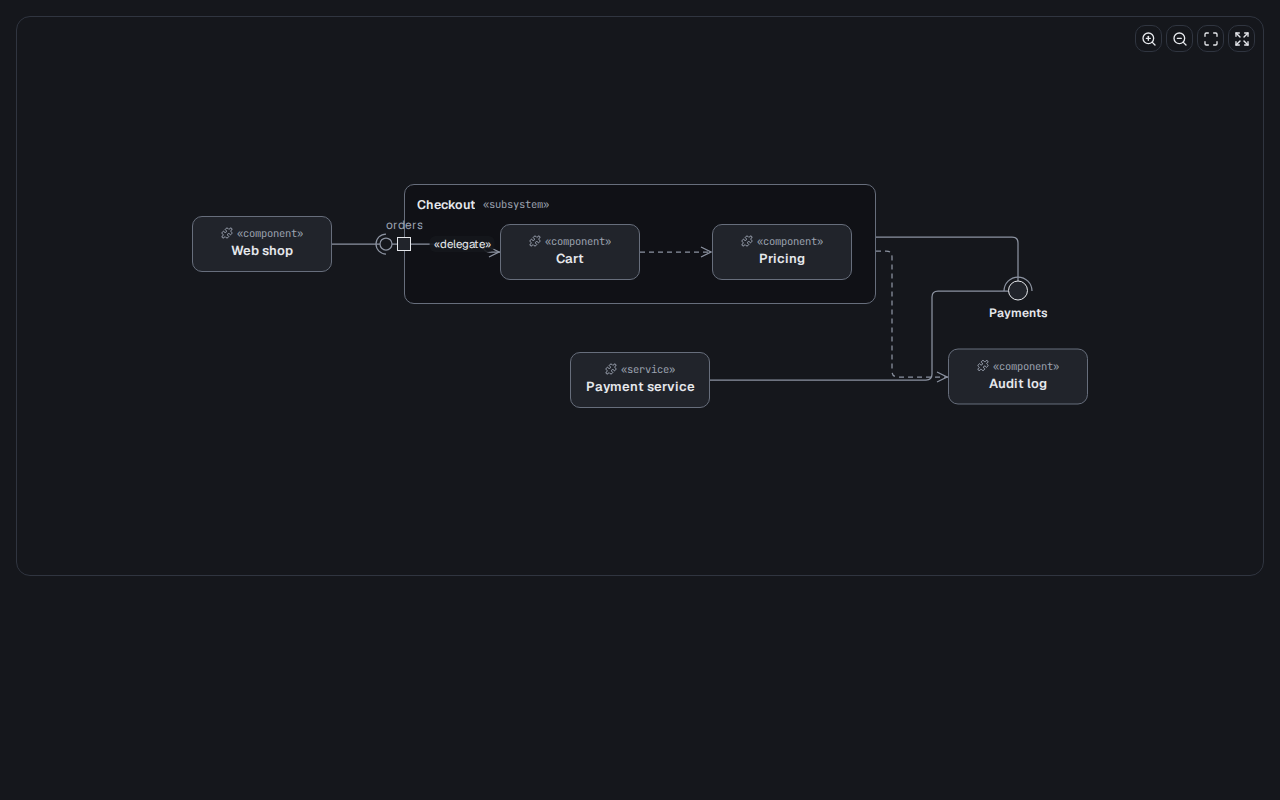 Checkout «subsystem»
orders
«component»
Web shop
«delegate»
«component»
Cart
«component»
Pricing
Payments
«service»
Payment service
«component»
Audit log